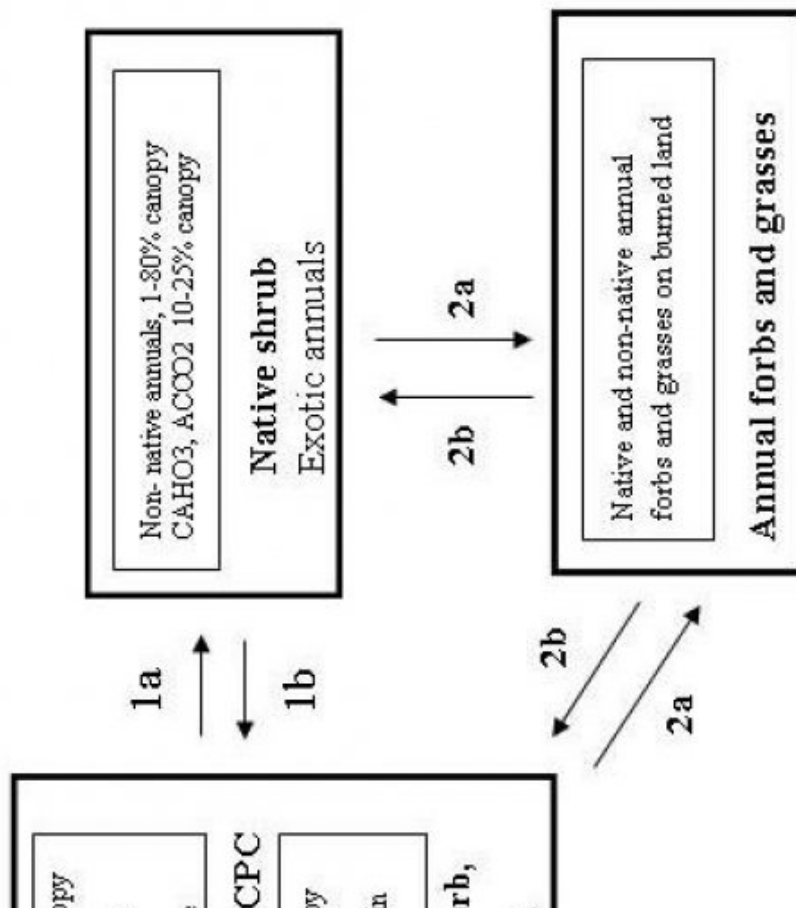 Non- native annuals, 1-80% canopy
CAHO3, ACCO2 10-25% canopy
Native shrub
Exotic annuals
1a
1b
2a
2b
Native and non-native annual
forbs and grasses on burned land
Annual forbs and grasses
2b
2a
CPC